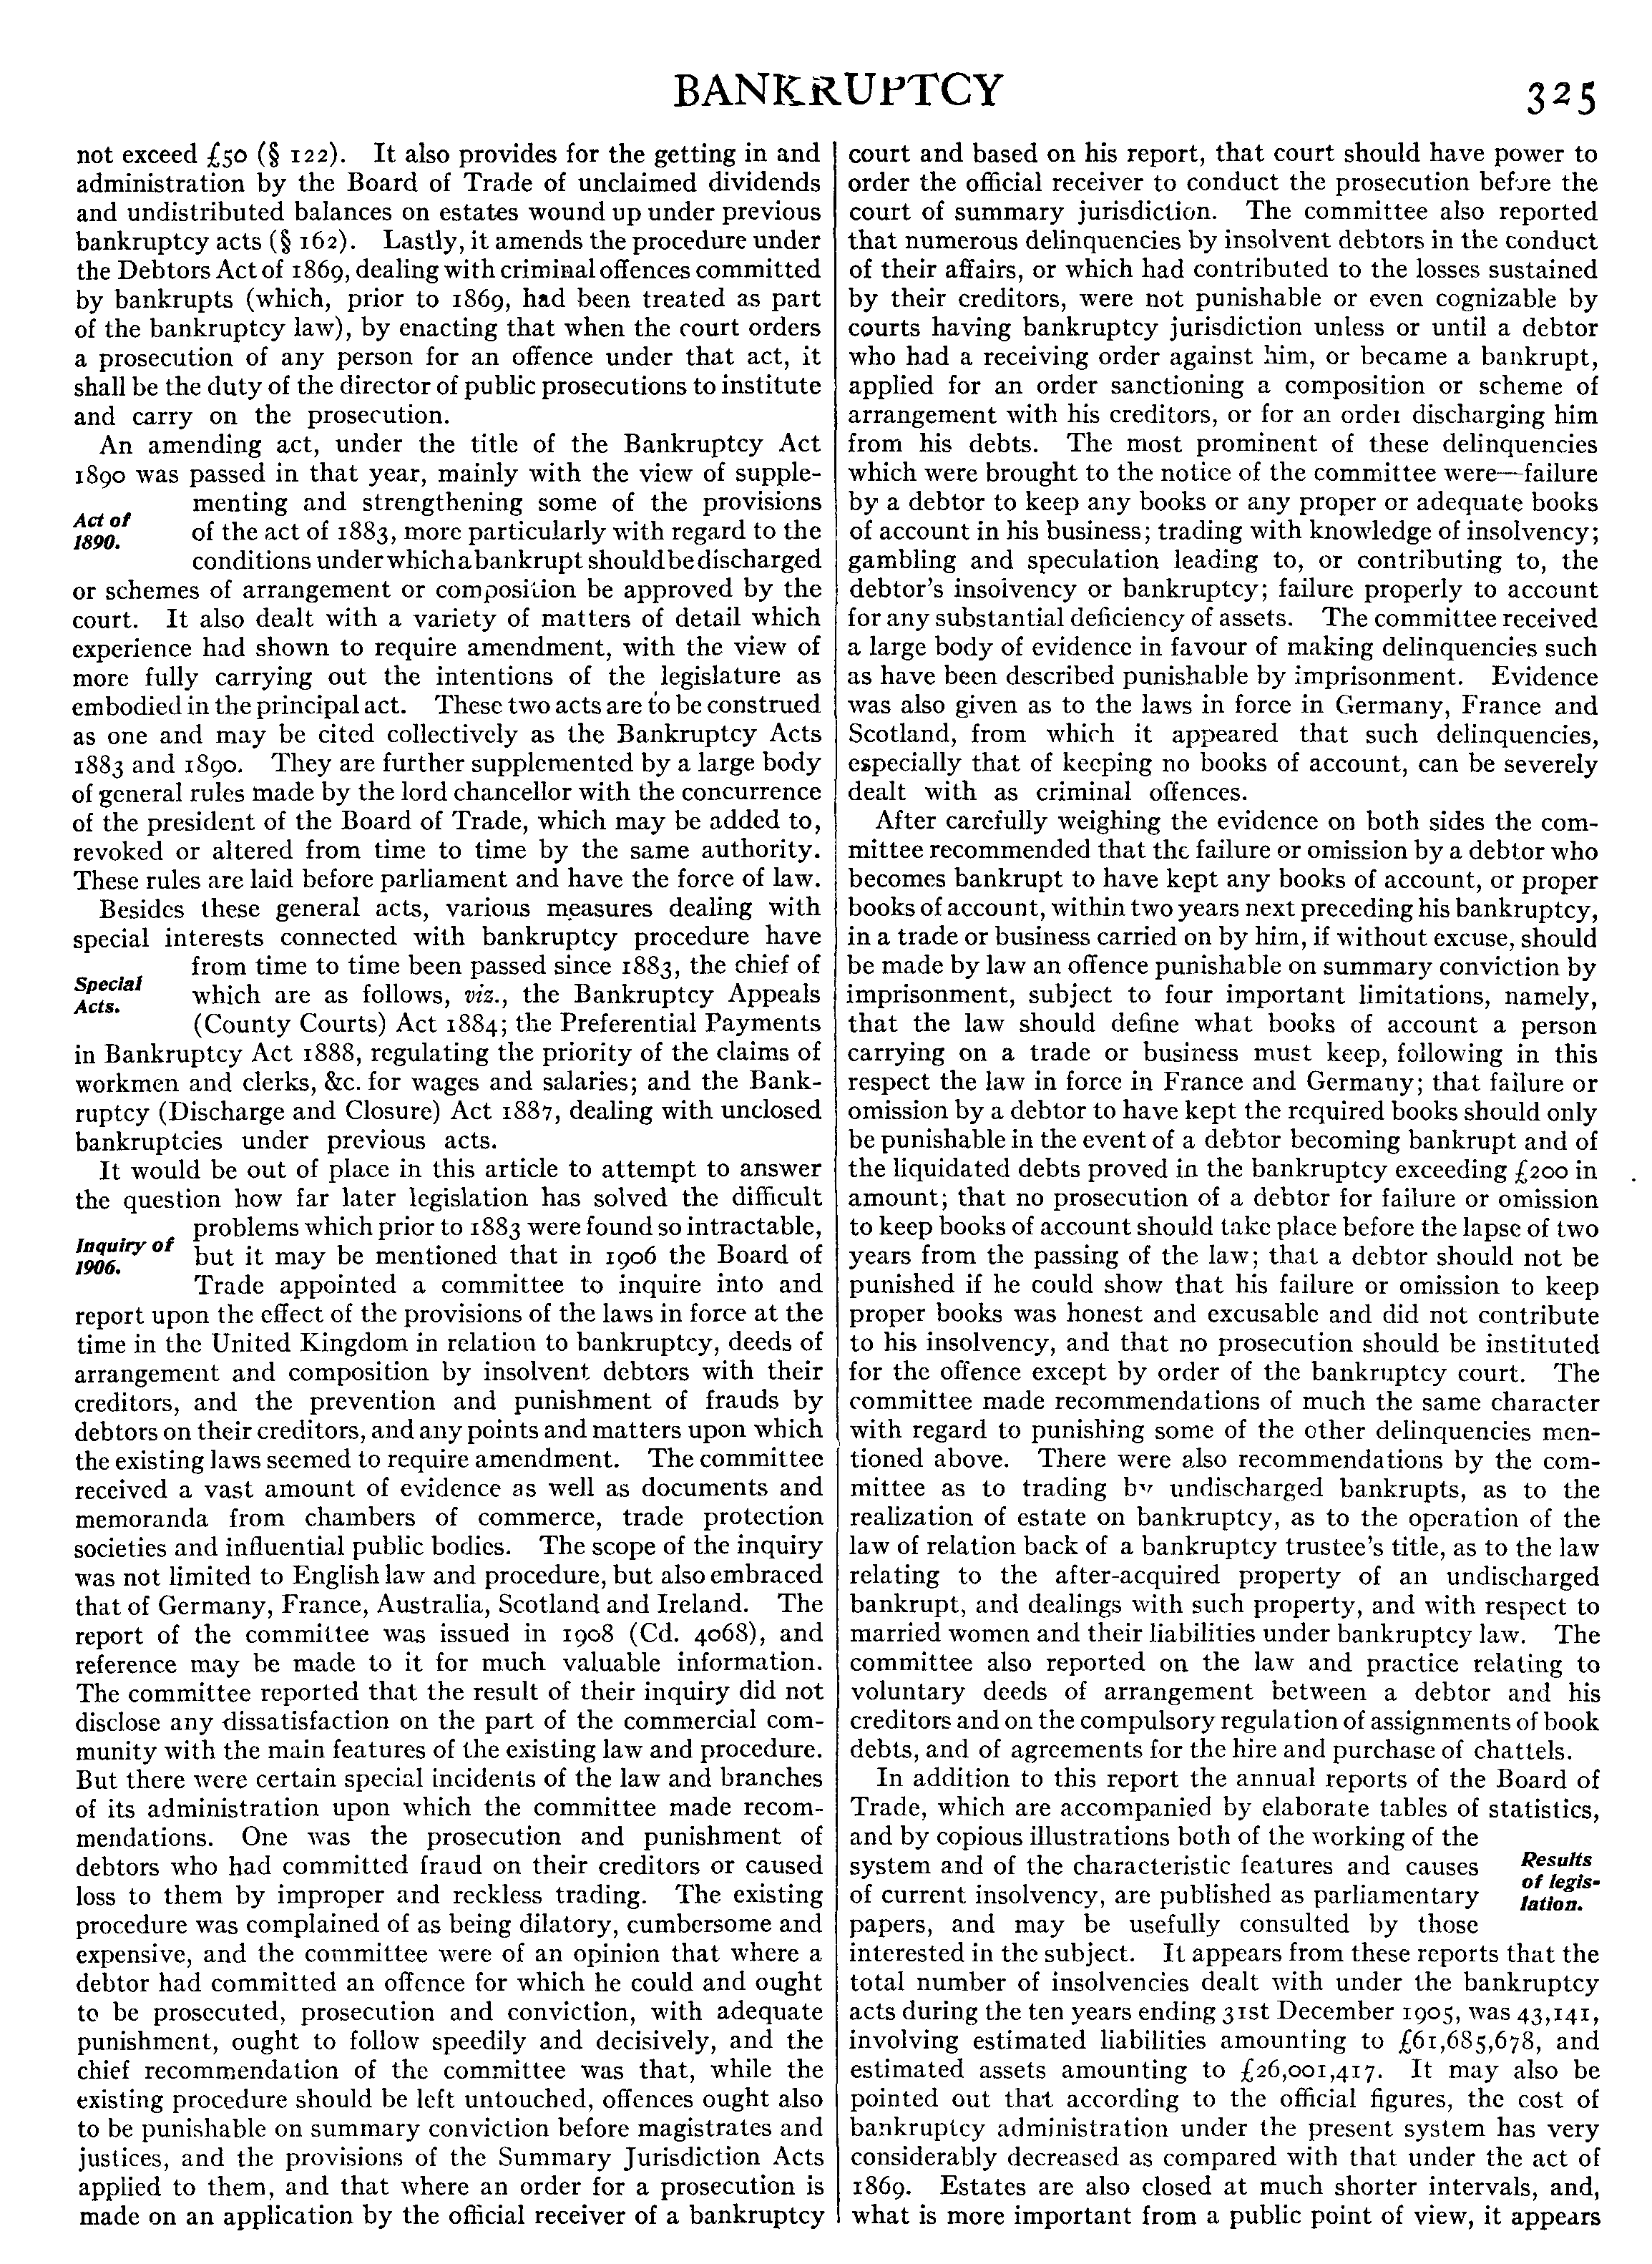 BANKRUPTCY
325
not exceed £50 (§ 122). It also provides for the getting in and
administration by the Board of Trade of unclaimed dividends
and undistributed balances on estates wound up under previous
bankruptcy acts (§ 162). Lastly, it amends the procedure under
the Debtors Act of 1869, dealing with criminal offences committed
by bankrupts (which, prior to 1869, had been treated as part
of the bankruptcy law), by enacting that when the court orders
a prosecution of any person for an offence under that act, it
shall be the duty of the director of public prosecutions to institute
and carry on the prosecution.
An amending act, under the title of the Bankruptcy Act
1890 was passed in that year, mainly with the view of supple-
Act of
1890.
menting and strengthening some of the provisions
of the act of 1883, more particularly with regard to the
conditions under which a bankrupt should be discharged
or schemes of arrangement or composition be approved by the
court. It also dealt with a variety of matters of detail which
experience had shown to require amendment, with the view of
more fully carrying out the intentions of the legislature as
embodied in the principal act. These two acts are to be construed
as one and may be cited collectively as the Bankruptcy Acts
1883 and 1890. They are further supplemented by a large body
of general rules made by the lord chancellor with the concurrence
of the president of the Board of Trade, which may be added to,
revoked or altered from time to time by the same authority.
These rules are laid before parliament and have the force of law.
Besides these general acts, various measures dealing with
special interests connected with bankruptcy procedure have
Special
Acts.
from time to time been passed since 1883, the chief of
which are as follows, viz., the Bankruptcy Appeals
(County Courts) Act 1884; the Preferential Payments
in Bankruptcy Act 1888, regulating the priority of the claims of
workmen and clerks, &c. for wages and salaries; and the Bank-
ruptcy (Discharge and Closure) Act 1887, dealing with unclosed
bankruptcies under previous acts.
It would be out of place in this article to attempt to answer
the question how far later legislation has solved the difficult
Inquiry of
1906.
problems which prior to 1883 were found so intractable,
but it may be mentioned that in 1906 the Board of
Trade appointed a committee to inquire into and
report upon the effect of the provisions of the laws in force at the
time in the United Kingdom in relation to bankruptcy, deeds of
arrangement and composition by insolvent debtors with their
creditors, and the prevention and punishment of frauds by
debtors on their creditors, and any points and matters upon which
the existing laws seemed to require amendment. The committee
received a vast amount of evidence as well as documents and
memoranda from chambers of commerce, trade protection
societies and influential public bodies. The scope of the inquiry
was not limited to English law and procedure, but also embraced
that of Germany, France, Australia, Scotland and Ireland. The
report of the committee was issued in 1908 (Cd. 4068), and
reference may be made to it for much valuable information.
The committee reported that the result of their inquiry did not
disclose any dissatisfaction on the part of the commercial com-
munity with the main features of the existing law and procedure.
But there were certain special incidents of the law and branches
of its administration upon which the committee made recom-
mendations. One was the prosecution and punishment of
debtors who had committed fraud on their creditors or caused
loss to them by improper and reckless trading. The existing
procedure was complained of as being dilatory, cumbersome and
expensive, and the committee were of an opinion that where a
debtor had committed an offence for which he could and ought
to be prosecuted, prosecution and conviction, with adequate
punishment, ought to follow speedily and decisively, and the
chief recommendation of the committee was that, while the
existing procedure should be left untouched, offences ought also
to be punishable on summary conviction before magistrates and
justices, and the provisions of the Summary Jurisdiction Acts
applied to them, and that where an order for a prosecution is
made on an application by the official receiver of a bankruptcy
court and based on his report, that court should have power to
order the official receiver to conduct the prosecution before the
court of summary jurisdiction. The committee also reported
that numerous delinquencies by insolvent debtors in the conduct
of their affairs, or which had contributed to the losses sustained
by their creditors, were not punishable or even cognizable by
courts having bankruptcy jurisdiction unless or until a debtor
who had a receiving order against him, or became a bankrupt,
applied for an order sanctioning a composition or scheme of
arrangement with his creditors, or for an order discharging him
from his debts. The most prominent of these delinquencies
which were brought to the notice of the committee were—failure
by a debtor to keep any books or any proper or adequate books
of account in his business; trading with knowledge of insolvency;
gambling and speculation leading to, or contributing to, the
debtor's insolvency or bankruptcy; failure properly to account
for any substantial deficiency of assets. The committee received
a large body of evidence in favour of making delinquencies such
as have been described punishable by imprisonment. Evidence
was also given as to the laws in force in Germany, France and
Scotland, from which it appeared that such delinquencies,
especially that of keeping no books of account, can be severely
dealt with as criminal offences.
After carefully weighing the evidence on both sides the com-
mittee recommended that the failure or omission by a debtor who
becomes bankrupt to have kept any books of account, or proper
books of account, within two years next preceding his bankruptcy,
in a trade or business carried on by him, if without excuse, should
be made by law an offence punishable on summary conviction by
imprisonment, subject to four important limitations, namely,
that the law should define what books of account a person
carrying on a trade or business must keep, following in this
respect the law in force in France and Germany; that failure or
omission by a debtor to have kept the required books should only
be punishable in the event of a debtor becoming bankrupt and of
the liquidated debts proved in the bankruptcy exceeding £200 in
amount; that no prosecution of a debtor for failure or omission
to keep books of account should take place before the lapse of two
years from the passing of the law; that a debtor should not be
punished if he could show that his failure or omission to keep
proper books was honest and excusable and did not contribute
to his insolvency, and that no prosecution should be instituted
for the offence except by order of the bankruptcy court. The
committee made recommendations of much the same character
with regard to punishing some of the other delinquencies men-
tioned above. There were also recommendations by the com-
mittee as to trading by undischarged bankrupts, as to the
realization of estate on bankruptcy, as to the operation of the
law of relation back of a bankruptcy trustee's title, as to the law
relating to the after-acquired property of an undischarged
bankrupt, and dealings with such property, and with respect to
married women and their liabilities under bankruptcy law. The
committee also reported on the law and practice relating to
voluntary deeds of arrangement between a debtor and his
creditors and on the compulsory regulation of assignments of book
debts, and of agreements for the hire and purchase of chattels.
In addition to this report the annual reports of the Board of
Trade, which are accompanied by elaborate tables of statistics,
and by copious illustrations both of the working of the
system and of the characteristic features and causes
of current insolvency, are published as parliamentary
papers, and may be usefully consulted by those
Results
of legis-
lation.
interested in the subject. It appears from these reports that the
total number of insolvencies dealt with under the bankruptcy
acts during the ten years ending 31st December 1905, was 43,141,
involving estimated liabilities amounting to £61,685,678, and
estimated assets amounting to £26,001,417. It may also be
pointed out that according to the official figures, the cost of
bankruptcy administration under the present system has very
considerably decreased as compared with that under the act of
1869. Estates are also closed at much shorter intervals, and,
what is more important from a public point of view, it appears